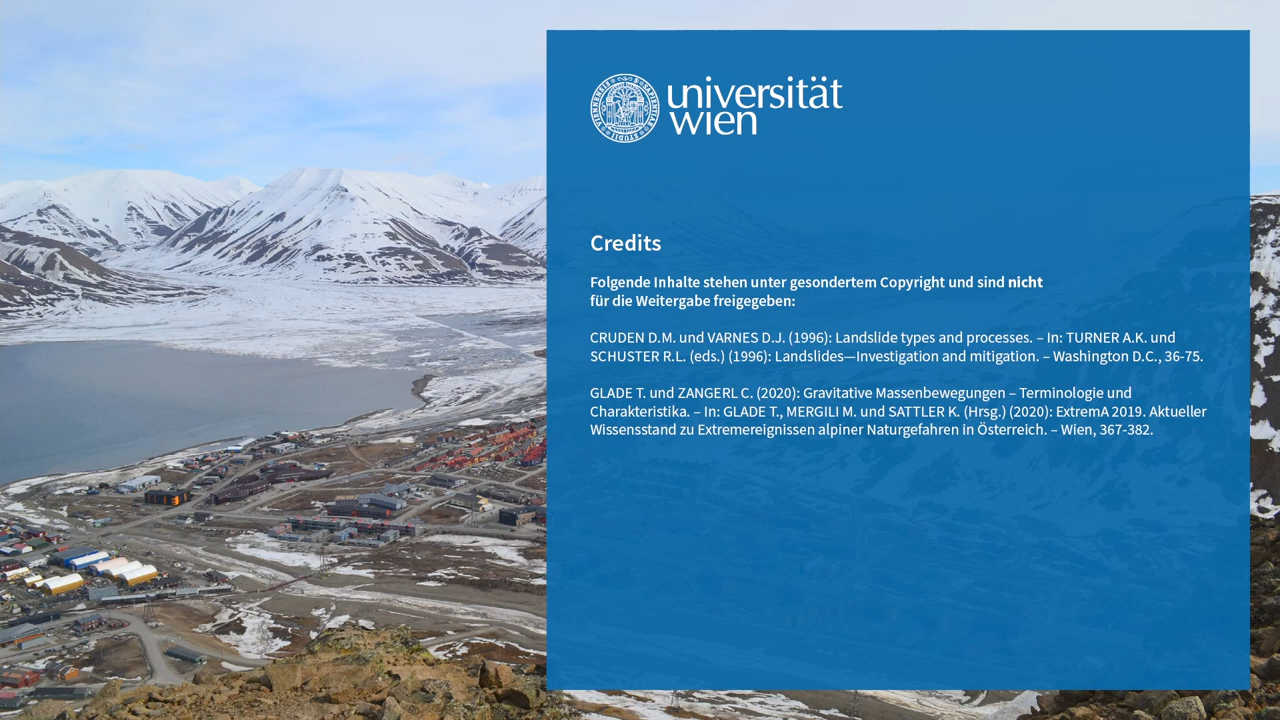 universität
wien
Credits
Folgende Inhalte stehen unter gesondertem Copyright und sind nicht
für die Weitergabe freigegeben:
CRUDEN D.M. und VARNES D.J. (1996): Landslide types and processes. – In: TURNER A.K. und
SCHUSTER R.L. (eds.) (1996): Landslides—Investigation and mitigation. – Washington D.C., 36-75.
GLADE T. und ZANGERL C. (2020): Gravitative Massenbewegungen – Terminologie und
Charakteristika. – In: GLADE T., MERGILI M. und SATTLER K. (Hrsg.) (2020): ExtremA 2019. Aktueller
Wissensstand zu Extremereignissen alpiner Naturgefahren in Österreich. – Wien, 367-382.